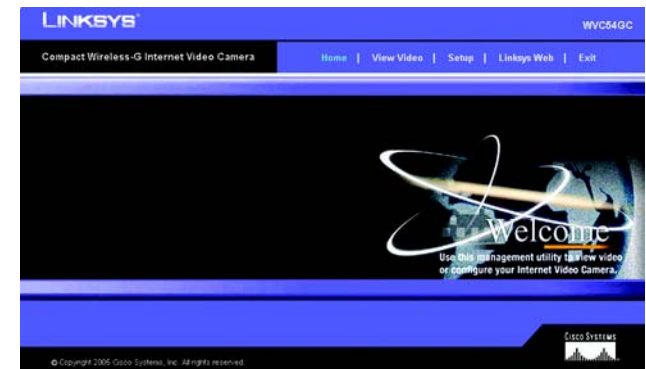 LINKSYS®
WVC54GC
Compact Wireless-G Internet Video Camera
Home | View Video | Setup | Linksys Web | Exit
Welcome
Use this management utility to view video
or configure your Internet Video Camera.
CISCO SYSTEMS
© Copyright 2005 Cisco Systems, Inc. All rights reserved.